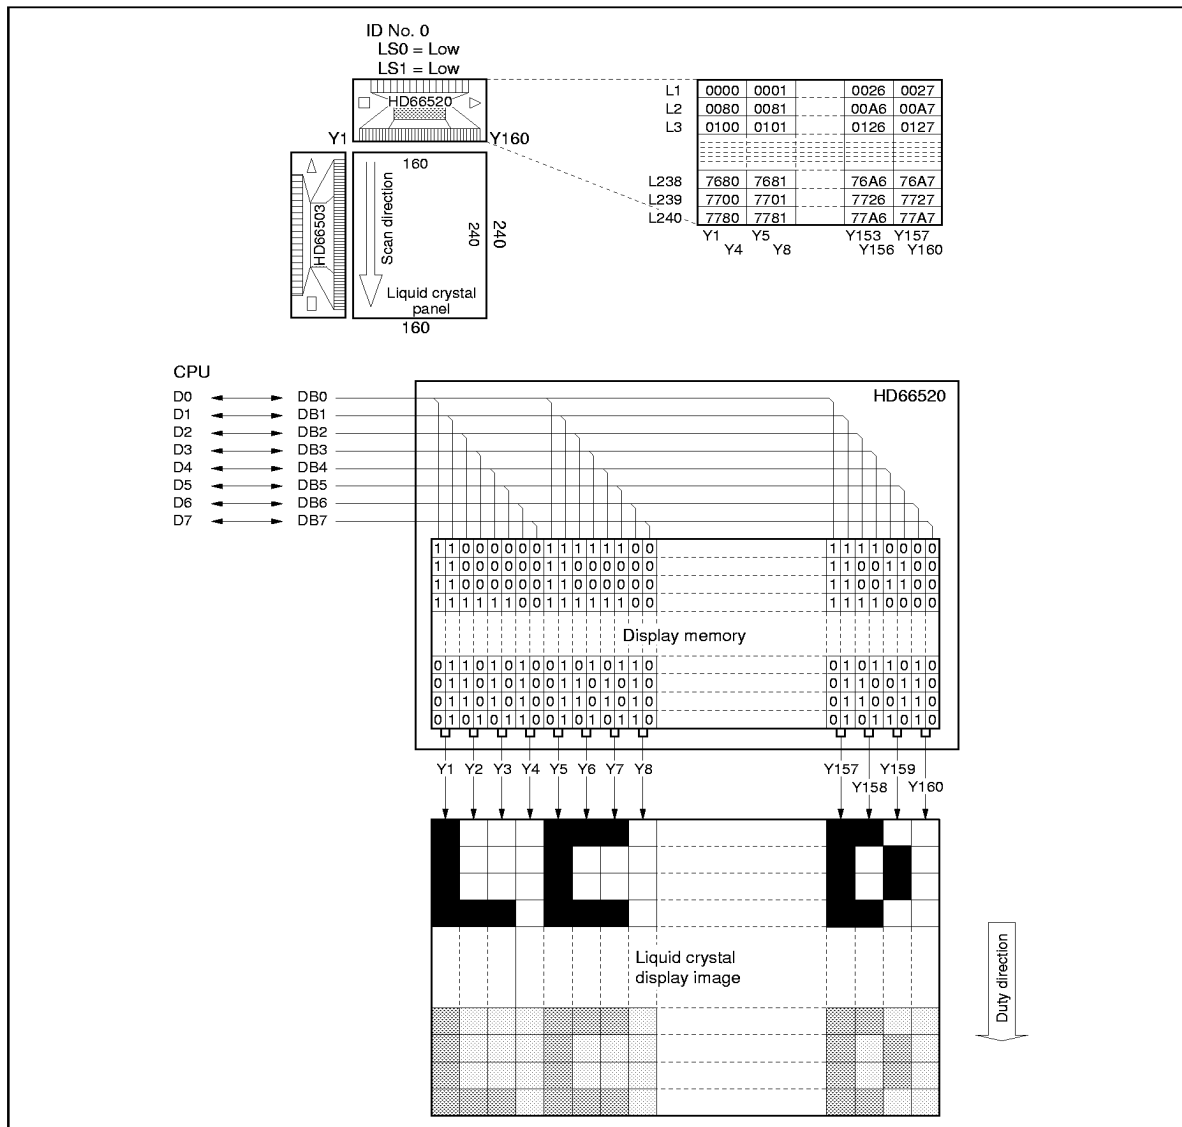 ID No. 0
LS0 = Low
LS1 = Low
HD66520
Y1
Y160
160
HD66503
Scan direction
240
240
Liquid crystal
panel
160
L1 0000 0001 0026 0027
L2 0080 0081 00A6 00A7
L3 0100 0101 0126 0127
L238 7680 7681 76A6 76A7
L239 7700 7701 7726 7727
L240 7780 7781 77A6 77A7
Y1 Y5 Y153 Y157
Y4 Y8 Y156 Y160
CPU
HD66520
D0 DB0
D1 DB1
D2 DB2
D3 DB3
D4 DB4
D5 DB5
D6 DB6
D7 DB7
1 1 0 0 0 0 0 0 1 1 1 1 1 1 0 0 1 1 1 1 0 0 0 0
1 1 0 0 0 0 0 0 1 1 0 0 0 0 0 0 1 1 0 0 1 1 0 0
1 1 0 0 0 0 0 0 1 1 0 0 0 0 0 0 1 1 0 0 1 1 0 0
1 1 1 1 1 1 0 0 1 1 1 1 1 1 0 0 1 1 1 1 0 0 0 0
Display memory
0 1 1 0 1 0 1 0 0 1 0 1 0 1 1 0 0 1 0 1 1 0 1 0
0 1 1 0 1 0 1 0 0 1 1 0 1 0 1 0 0 1 1 0 0 1 1 0
0 1 1 0 1 0 1 0 0 1 1 0 1 0 1 0 0 1 1 0 0 1 1 0
0 1 0 1 0 1 1 0 0 1 0 1 0 1 1 0 0 1 0 1 1 0 1 0
Y1 Y2 Y3 Y4 Y5 Y6 Y7 Y8 Y157 Y159
Y158 Y160
Liquid crystal
display image
Duty direction